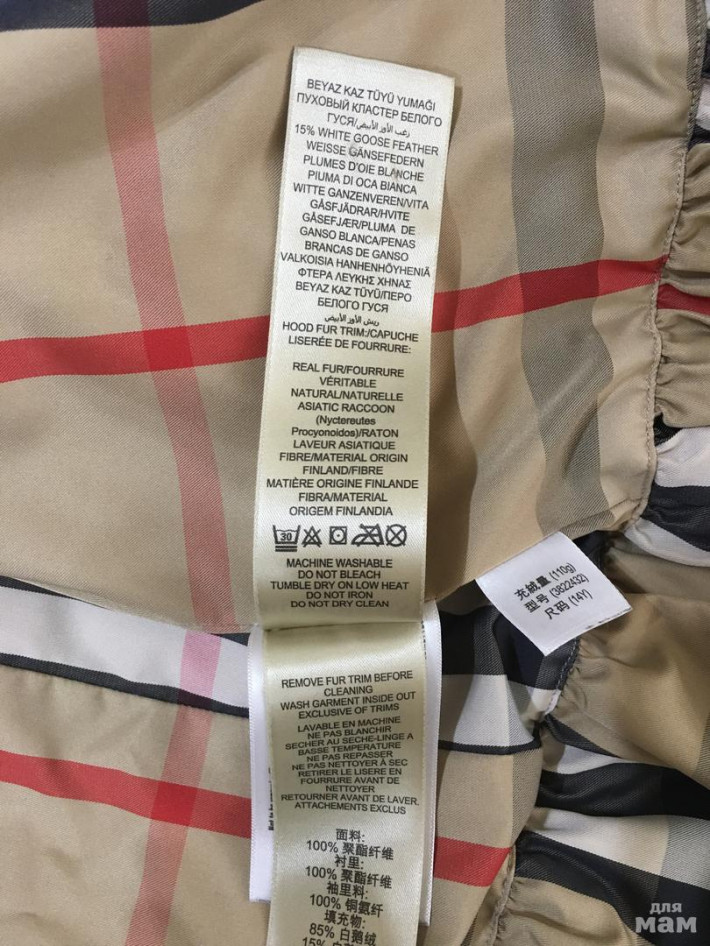 BEYAZ KAZ TÜYÜ YUMAĞI
ПУХОВЫЙ КЛАСТЕР БЕЛОГО
ГУСЯ/زغب الأوز الأبيض
15% WHITE GOOSE FEATHER
WEISSE GÄNSEFEDERN
PLUMES D'OIE BLANCHE
PIUMA DI OCA BIANCA
WITTE GANZENVEREN/VITA
GÅSFJÄDRAR/HVITE
GÅSEFJÆR/PLUMA DE
GANSO BLANCA/PENAS
BRANCAS DE GANSO
VALKOISIA HANHENHÖYHENIÄ
ΦΤΕΡΑ ΛΕΥΚΗΣ ΧΗΝΑΣ
BEYAZ KAZ TÜYÜ/ПЕРО
БЕЛОГО ГУСЯ
ريش الأوز الأبيض
HOOD FUR TRIM:/CAPUCHE
LISERÉE DE FOURRURE:
REAL FUR/FOURRURE
VÉRITABLE
NATURAL/NATURELLE
ASIATIC RACCOON
(Nyctereutes
Procyonoidos)/RATON
LAVEUR ASIATIQUE
FIBRE/MATERIAL ORIGIN
FINLAND/FIBRE
MATIÈRE ORIGINE FINLANDE
FIBRA/MATERIAL
ORIGEM FINLANDIA
30
MACHINE WASHABLE
DO NOT BLEACH
TUMBLE DRY ON LOW HEAT
DO NOT IRON
DO NOT DRY CLEAN
充绒量 (110g)
型号 (3822432)
尺码 (14Y)
REMOVE FUR TRIM BEFORE
CLEANING
WASH GARMENT INSIDE OUT
EXCLUSIVE OF TRIMS
LAVABLE EN MACHINE
NE PAS BLANCHIR
SECHER AU SECHE-LINGE A
BASSE TEMPERATURE
NE PAS REPASSER
NE PAS NETTOYER À SEC
RETIRER LE LISERE EN
FOURRURE AVANT DE
NETTOYER
RETOURNER AVANT DE LAVER.
ATTACHEMENTS EXCLUS
面料:
100% 聚酯纤维
衬里:
100% 聚酯纤维
袖里料:
100% 铜氨纤
填充物:
85% 白鹅绒
для
мам